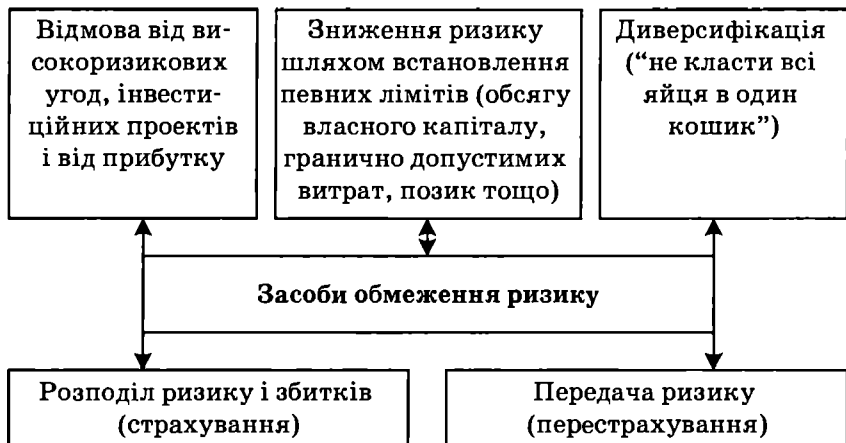 Відмова від ви-
сокоризикових
угод, інвести-
ційних проектів
і від прибутку
Зниження ризику
шляхом встановлення
певних лімітів (обсягу
власного капіталу,
гранично допустимих
витрат, позик тощо)
Диверсифікація
(“не класти всі
яйця в один
кошик”)
Засоби обмеження ризику
Розподіл ризику і збитків
(страхування)
Передача ризику
(перестрахування)